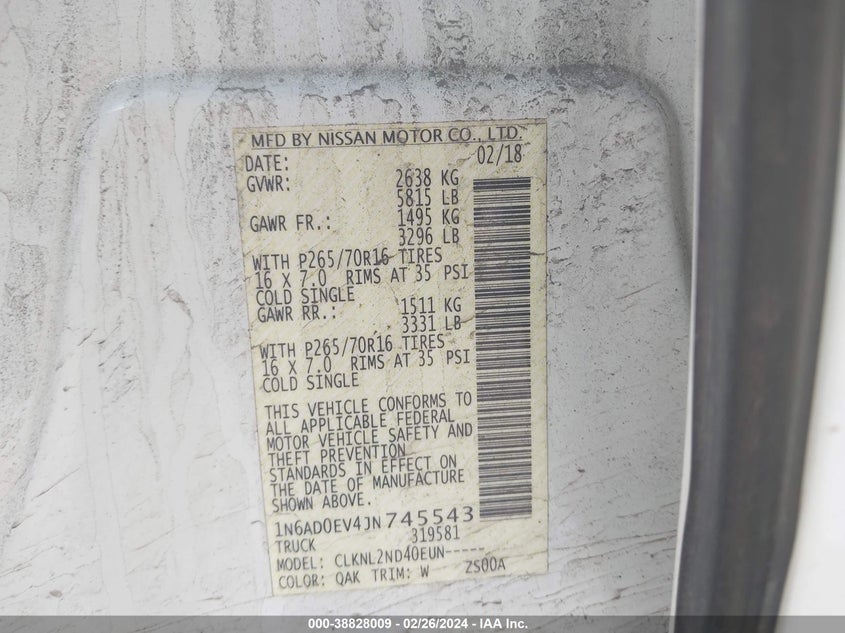 MFD BY NISSAN MOTOR CO., LTD.
DATE: 02/18
GVWR: 2638 KG
5815 LB
GAWR FR.: 1495 KG
3296 LB
WITH P265/70R16 TIRES
16 X 7.0 RIMS AT 35 PSI
COLD SINGLE
GAWR RR.: 1511 KG
3331 LB
WITH P265/70R16 TIRES
16 X 7.0 RIMS AT 35 PSI
COLD SINGLE
THIS VEHICLE CONFORMS TO
ALL APPLICABLE FEDERAL
MOTOR VEHICLE SAFETY AND
THEFT PREVENTION
STANDARDS IN EFFECT ON
THE DATE OF MANUFACTURE
SHOWN ABOVE.
1N6AD0EV4JN745543
TRUCK 319581
MODEL: CLKNL2ND40EUN-----
COLOR: QAK TRIM: W ZS00A
000-38828009 - 02/26/2024 - IAA Inc.